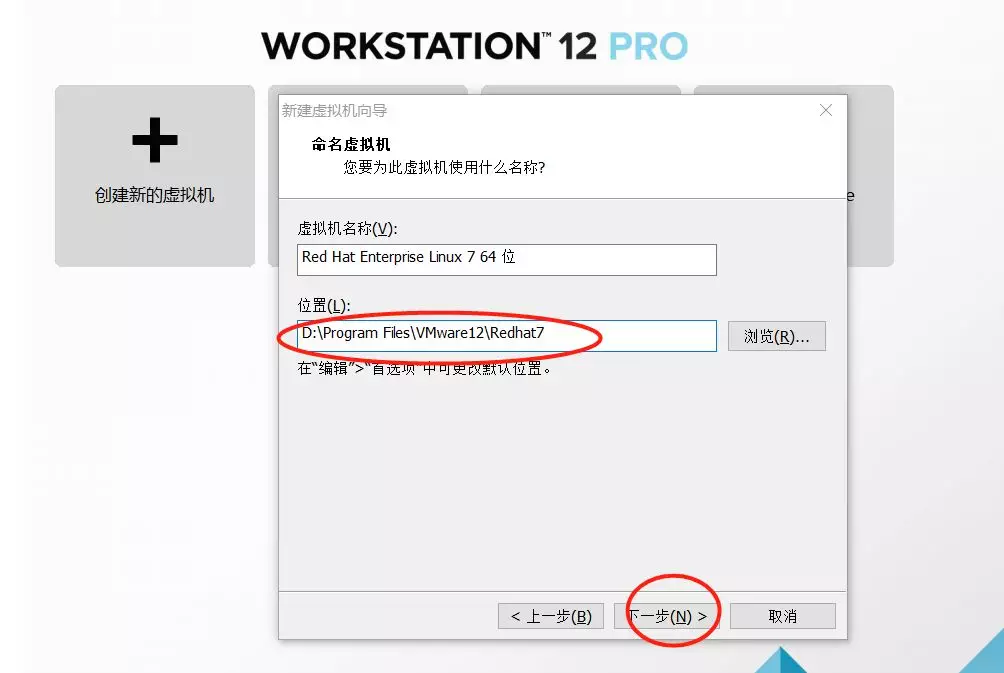 WORKSTATION™ 12 PRO
创建新的虚拟机
新建虚拟机向导
命名虚拟机
您要为此虚拟机使用什么名称?
虚拟机名称(V):
Red Hat Enterprise Linux 7 64 位
位置(L):
D:\Program Files\VMware12\Redhat7
浏览(R)...
在“编辑”>“首选项”中可更改默认位置。
e
< 上一步(B)
下一步(N) >
取消